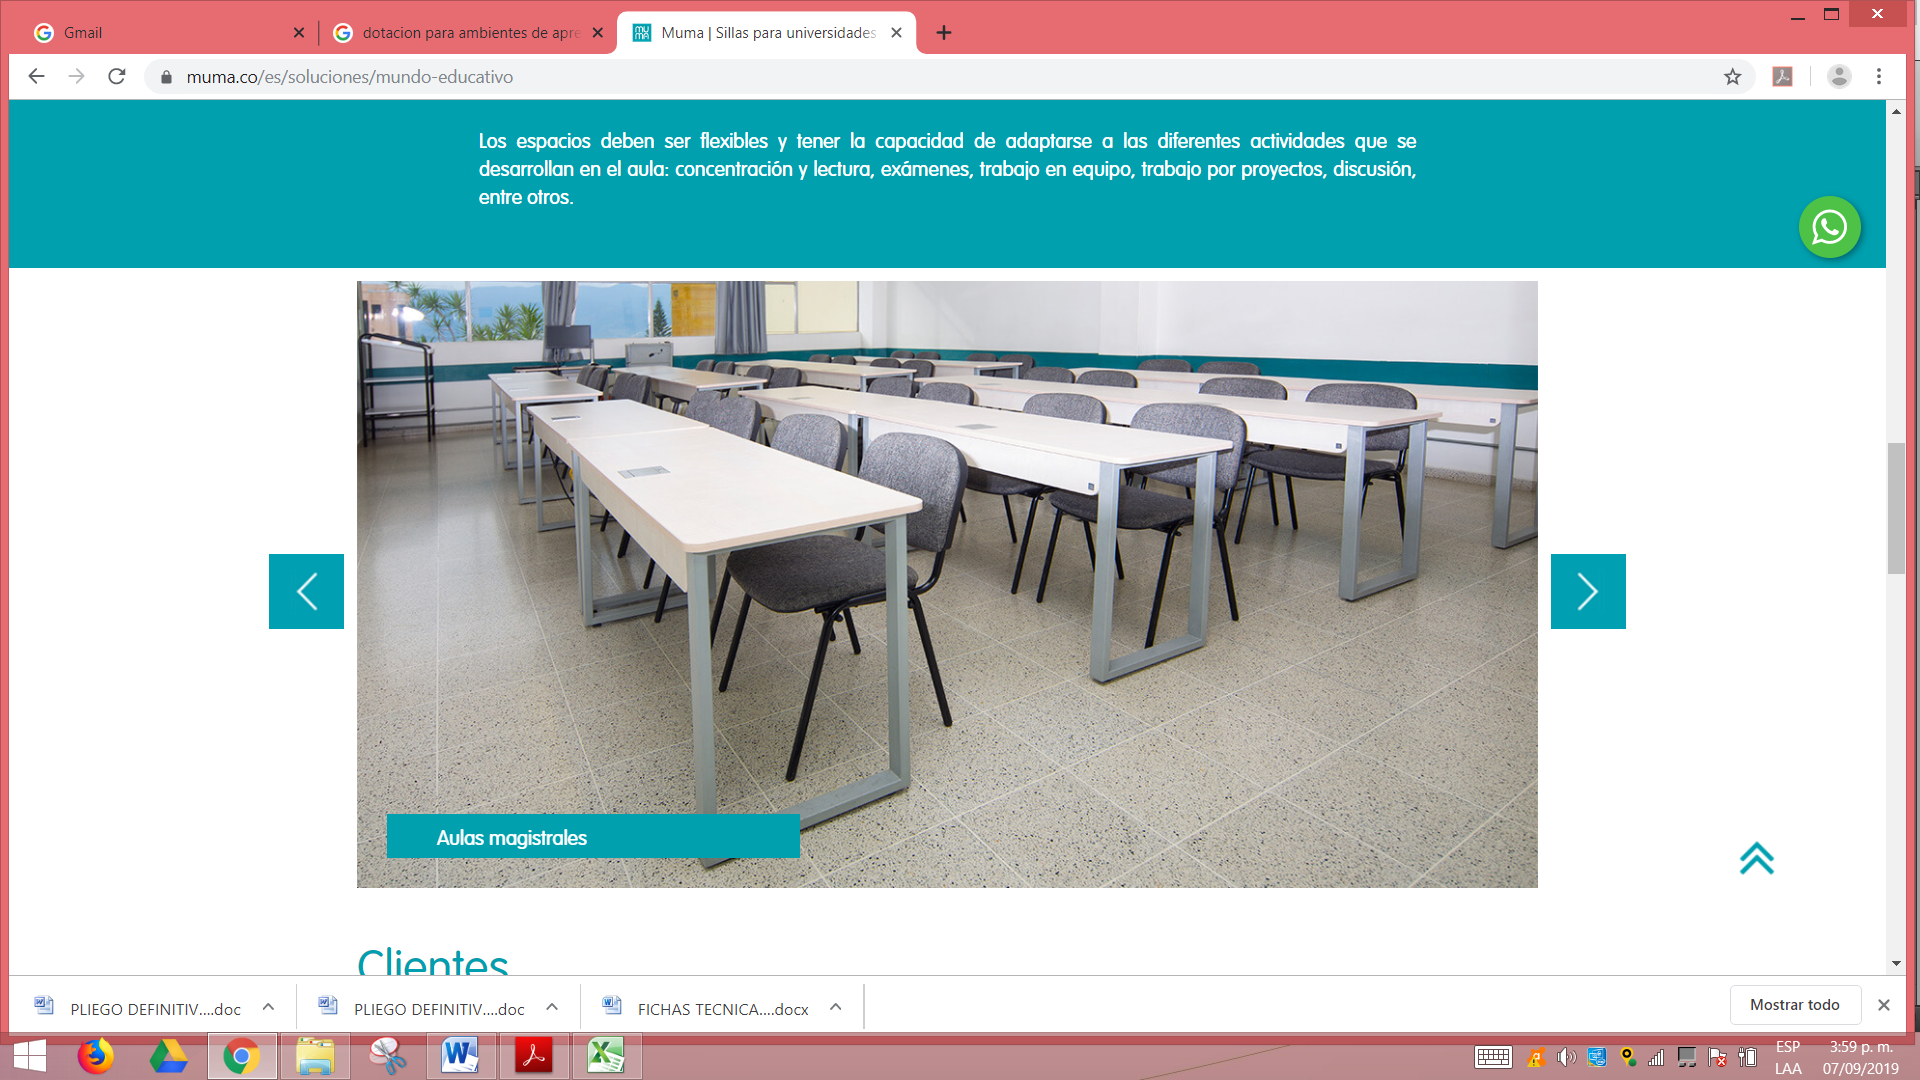 Gmail
dotacion para ambientes de apre
Muma | Sillas para universidades
muma.co/es/soluciones/mundo-educativo
Los espacios deben ser flexibles y tener la capacidad de adaptarse a las diferentes actividades que se
desarrollan en el aula: concentración y lectura, exámenes, trabajo en equipo, trabajo por proyectos, discusión,
entre otros.
Aulas magistrales
Clientes
PLIEGO DEFINITIV....doc
PLIEGO DEFINITIV....doc
FICHAS TECNICA....docx
Mostrar todo
ESP
LAA
3:59 p. m.
07/09/2019